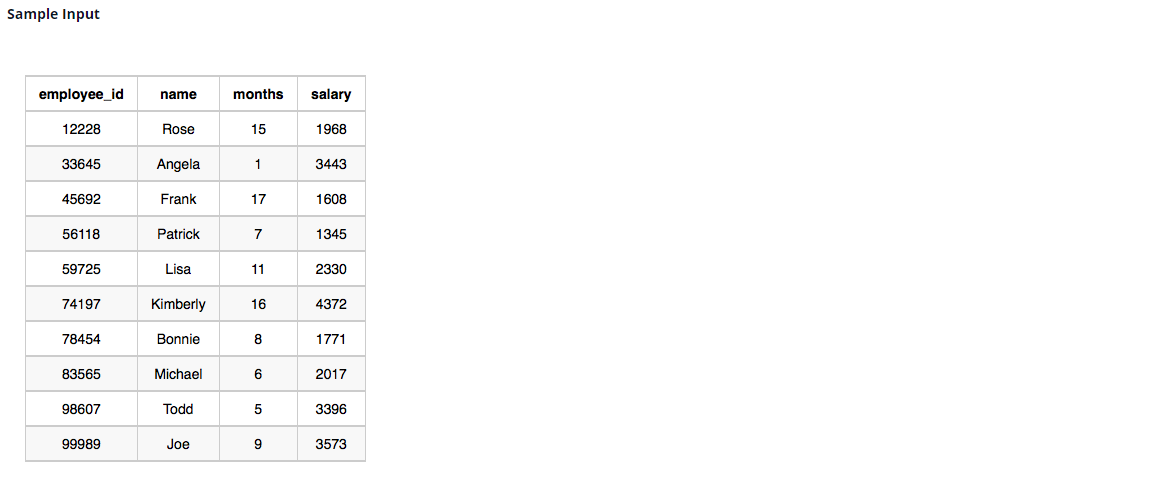 Sample Input
employee_id name months salary
12228 Rose 15 1968
33645 Angela 1 3443
45692 Frank 17 1608
56118 Patrick 7 1345
59725 Lisa 11 2330
74197 Kimberly 16 4372
78454 Bonnie 8 1771
83565 Michael 6 2017
98607 Todd 5 3396
99989 Joe 9 3573